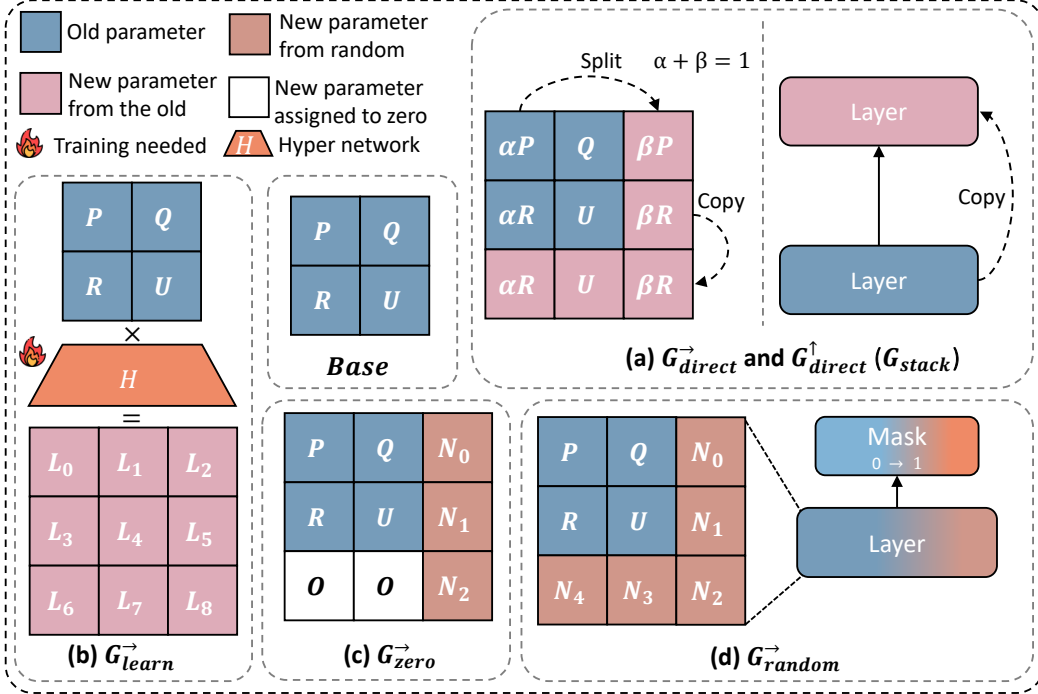 Old parameter
New parameter
from random
New parameter
from the old
New parameter
assigned to zero
Training needed
H Hyper network
Split
α + β = 1
αP Q βP
αR U βR
αR U βR
Copy
Layer
Copy
Layer
(a) G→direct and G↑direct (Gstack)
P Q
R U
×
H
=
L0 L1 L2
L3 L4 L5
L6 L7 L8
(b) G→learn
P Q
R U
Base
P Q N0
R U N1
O O N2
(c) G→zero
P Q N0
R U N1
N4 N3 N2
Mask
0 → 1
Layer
(d) G→random